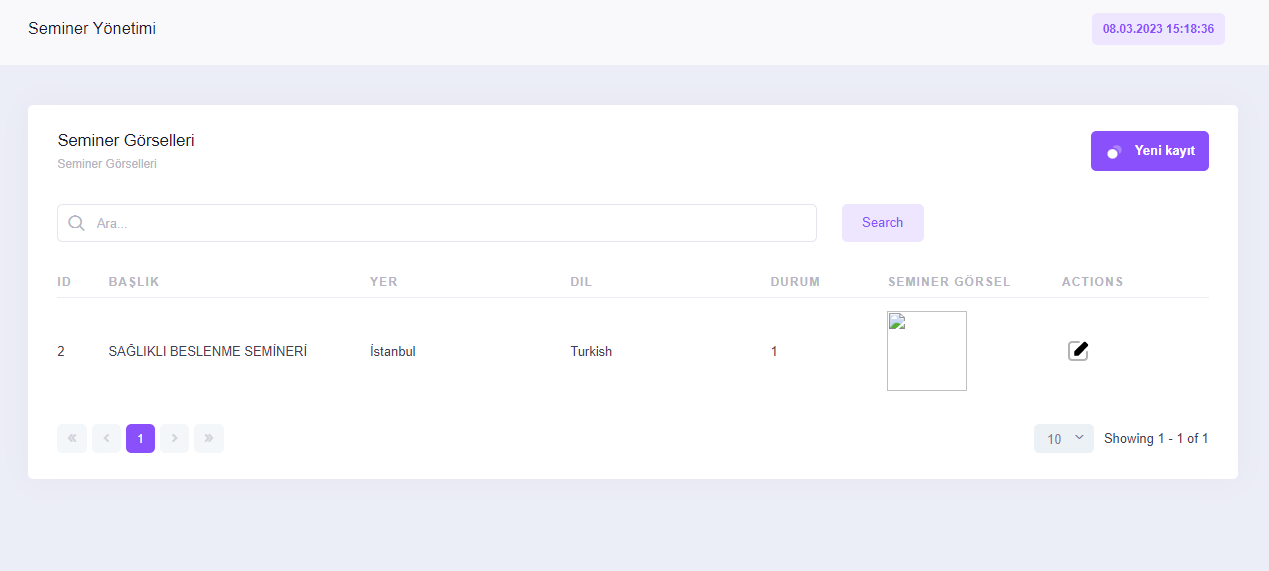 Seminer Yönetimi
08.03.2023 15:18:36
Seminer Görselleri
Seminer Görselleri
Yeni kayıt
Ara...
Search
ID BAŞLIK YER DIL DURUM SEMINER GÖRSEL ACTIONS
2 SAĞLIKLI BESLENME SEMİNERİ İstanbul Turkish 1
« ‹ 1 › »
10 Showing 1 - 1 of 1